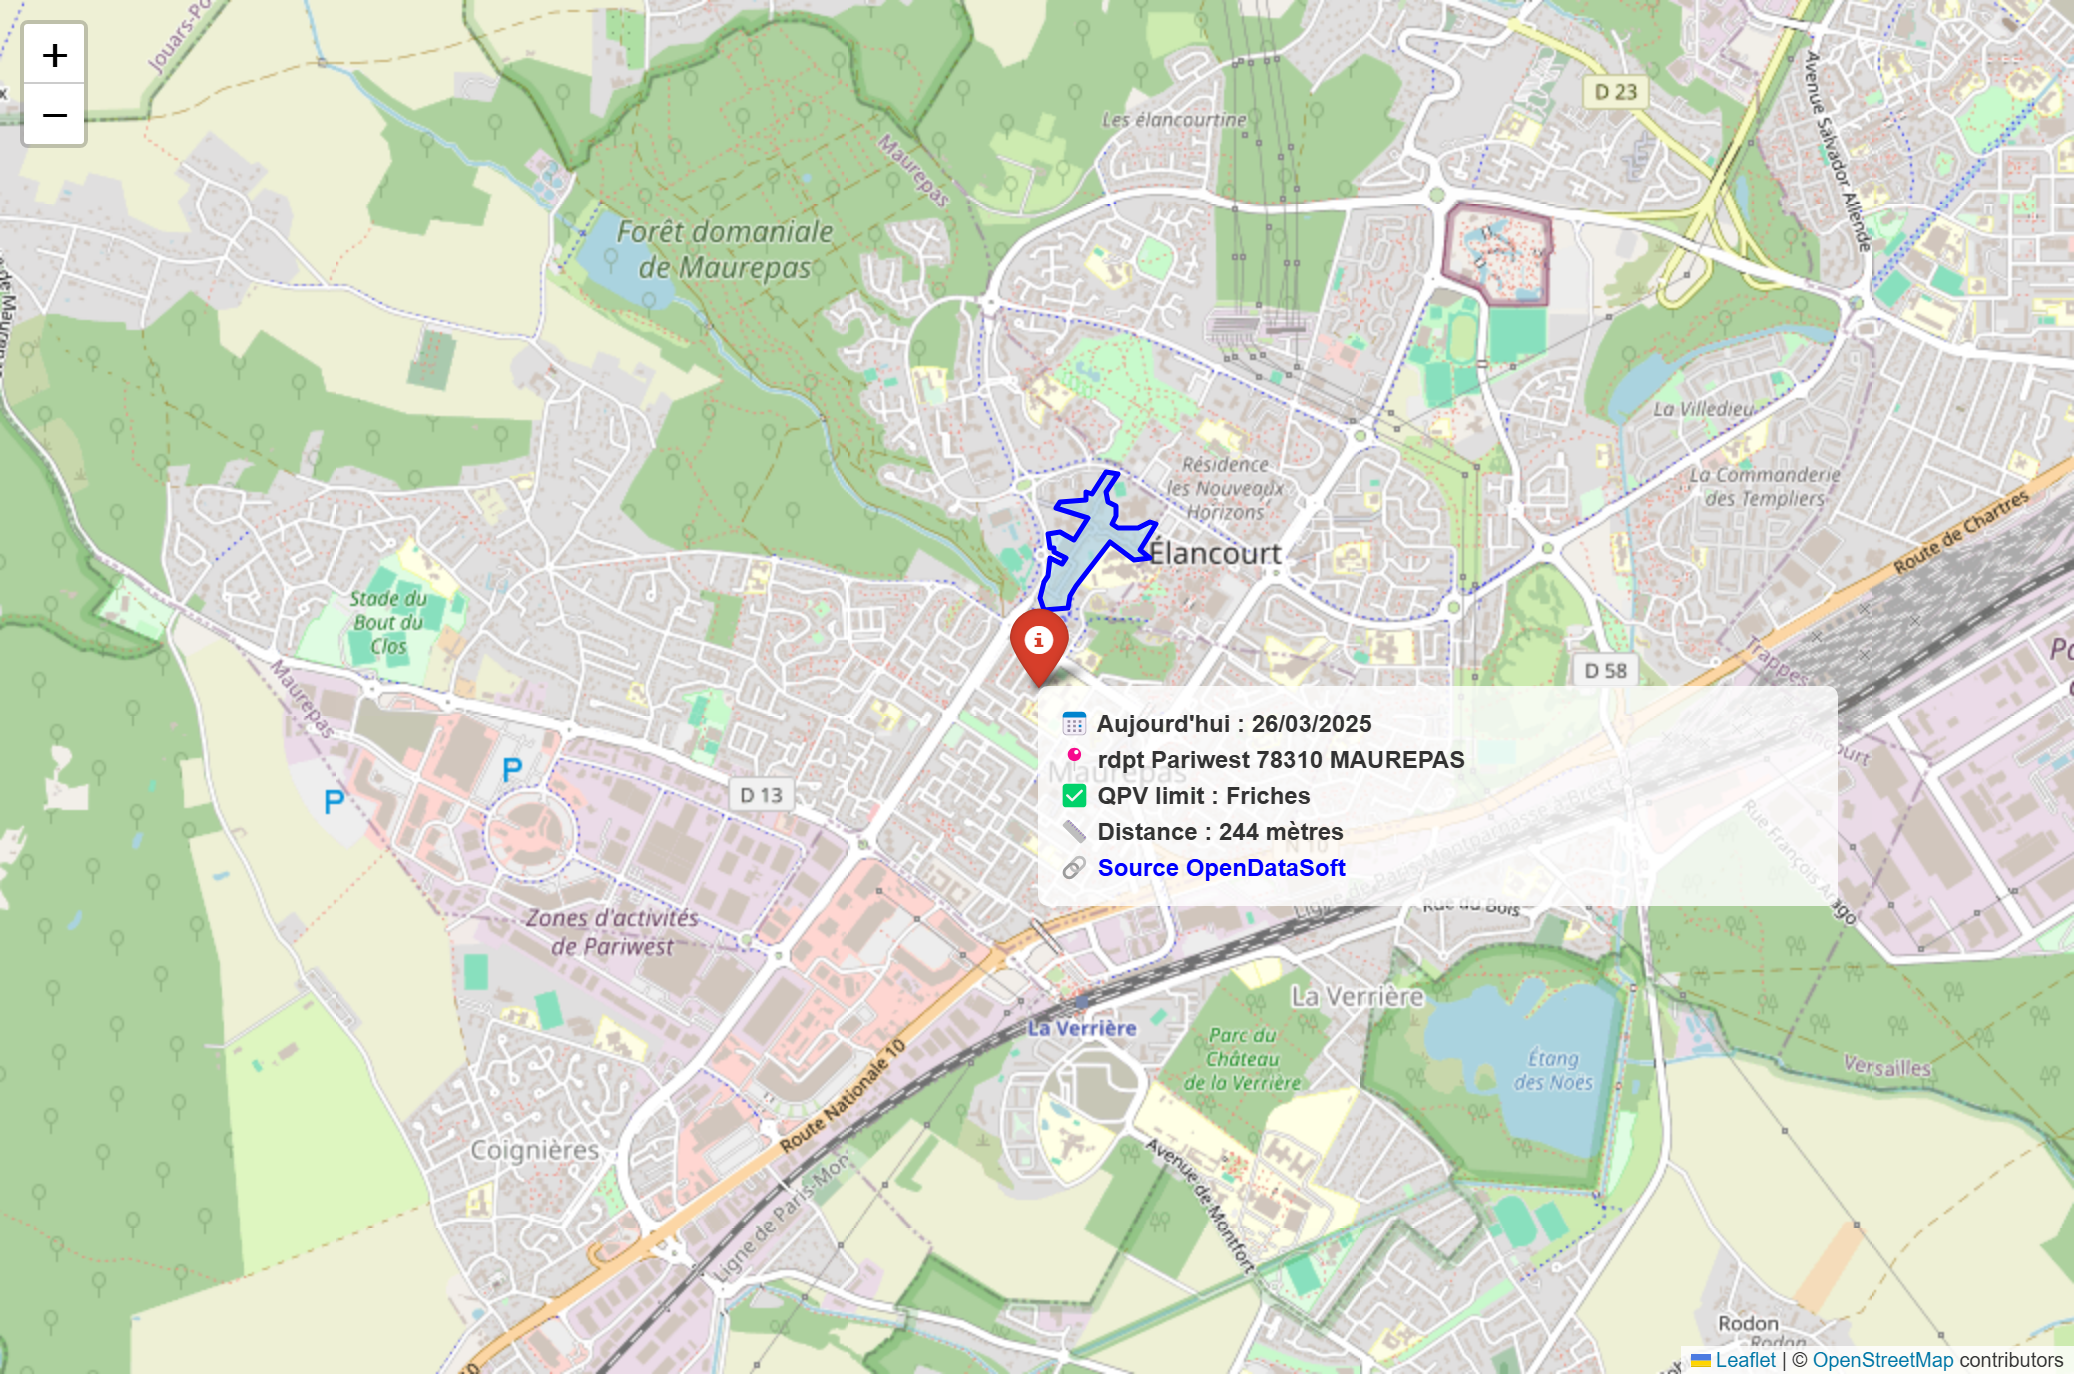 +
−
Jouars-Po
x
Les élancourtine
D 23
Avenue Salvador Allende
Maurepas
Forêt domaniale
de Maurepas
La Villedieu
Résidence
les Nouveaux
Horizons
La Commanderie
des Templiers
Route de Chartres
Élancourt
Stade du
Bout du
Clos
Maurepas
D 58
Trappes
Aujourd'hui : 26/03/2025
rdpt Pariwest 78310 MAUREPAS
Maurepas
QPV limit : Friches
Distance : 244 mètres
Source OpenDataSoft
N 10
P
P
D 13
Rue François Arago
Rue du Bois
Zones d'activités
de Pariwest
La Verrière
La Verrière
Parc du
Château
de la Verrière
Étang
des Noës
Versailles
Route Nationale 10
Coignières
Avenue de Montfort
Ligne de Paris-Mon
Rodon
Rodon
Leaflet | © OpenStreetMap contributors